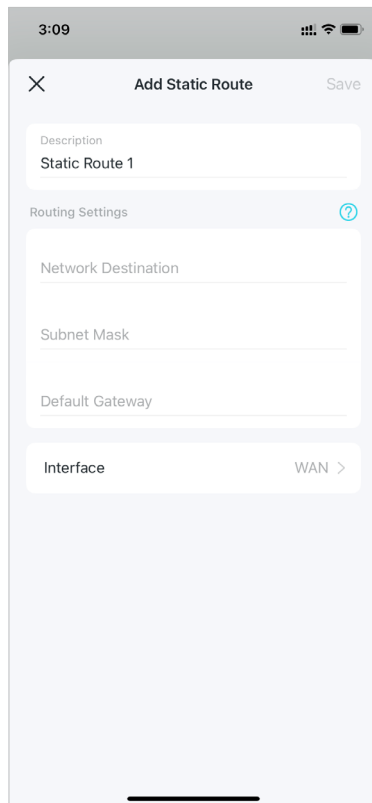 3:09
Add Static Route
Save
Description
Static Route 1
Routing Settings
?
Network Destination
Subnet Mask
Default Gateway
Interface
WAN